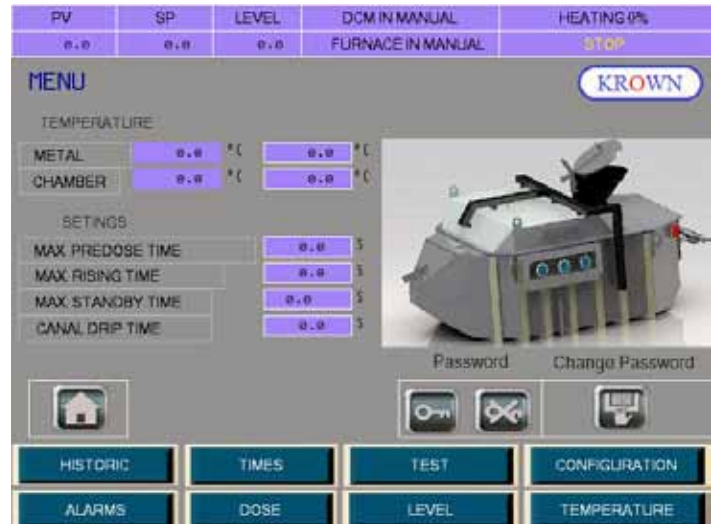 PV SP LEVEL DCM IN MANUAL HEATING 0%
0.0 0.0 0.0 FURNACE IN MANUAL STOP
MENU KROWN
TEMPERATURE
METAL 0.0 °C 0.0 °C
CHAMBER 0.0 °C 0.0 °C
SETINGS
MAX. PREDOSE TIME 0.0 S
MAX. RISING TIME 0.0 S
MAX. STANDBY TIME 0.0 S
CANAL DRIP TIME 0.0 S
Password Change Password
HISTORIC TIMES TEST CONFIGURATION
ALARMS DOSE LEVEL TEMPERATURE